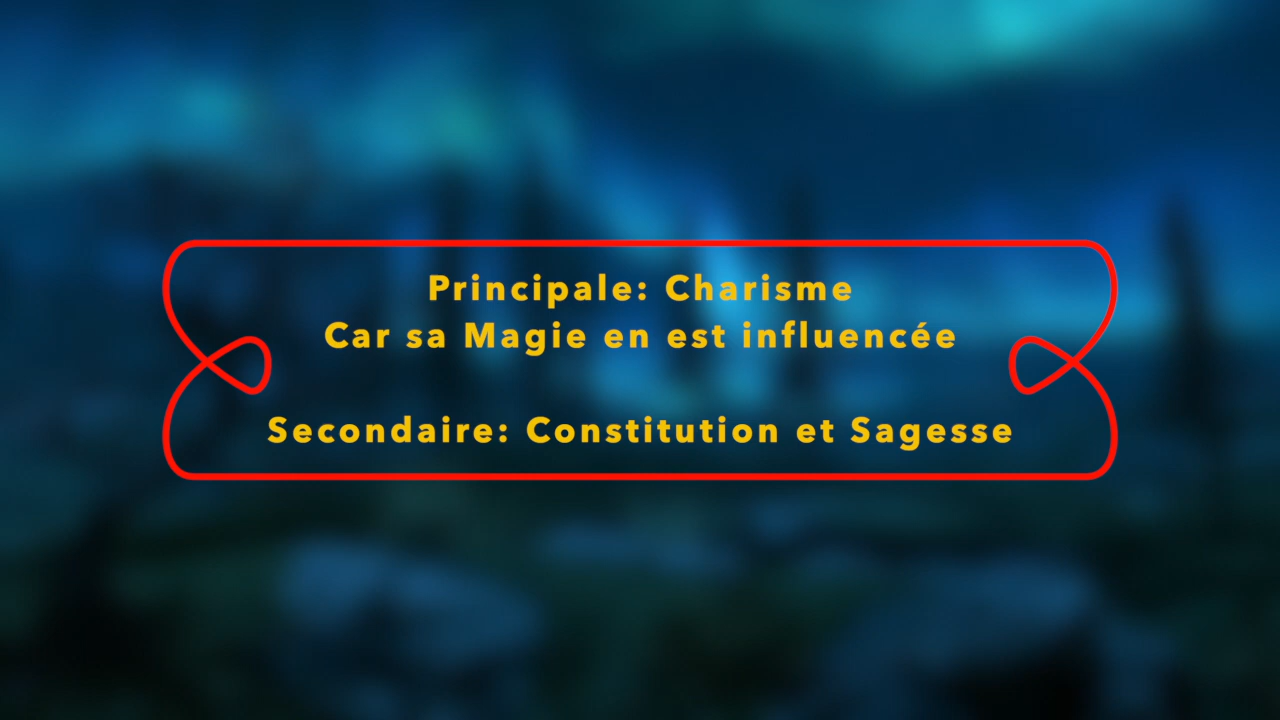 Principale: Charisme
Car sa Magie en est influencée
Secondaire: Constitution et Sagesse